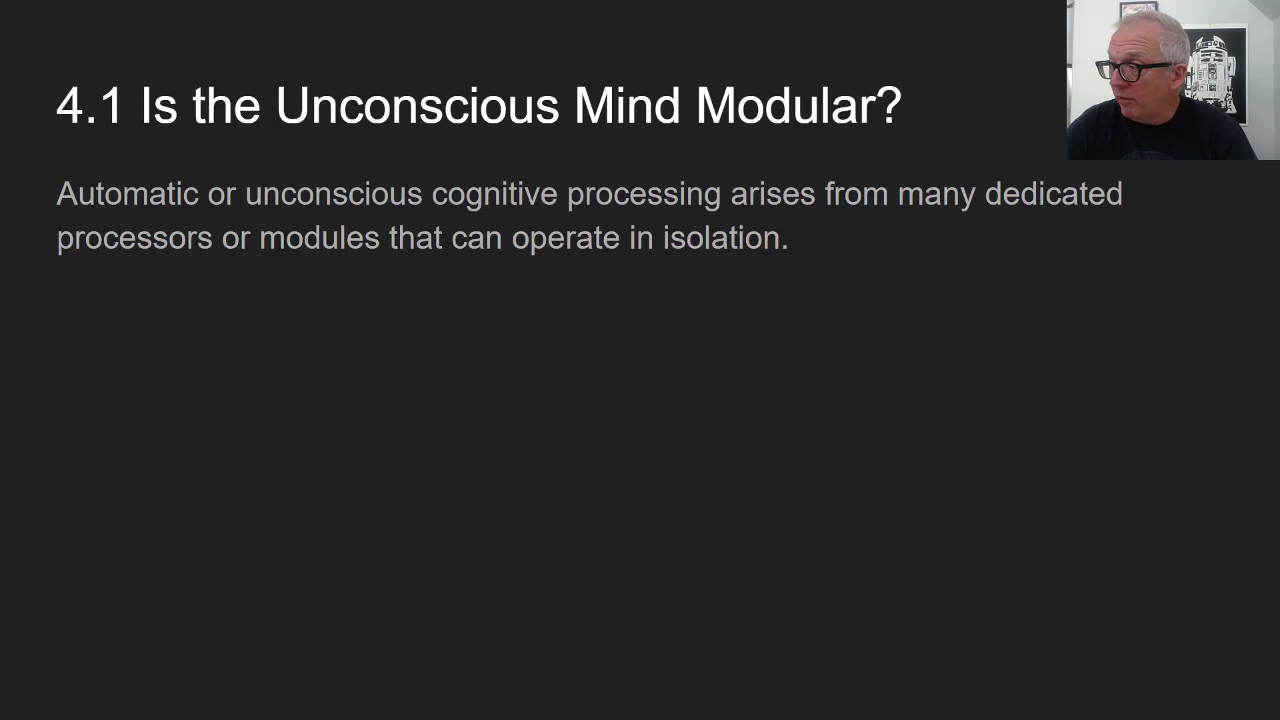 4.1 Is the Unconscious Mind Modular?
Automatic or unconscious cognitive processing arises from many dedicated
processors or modules that can operate in isolation.